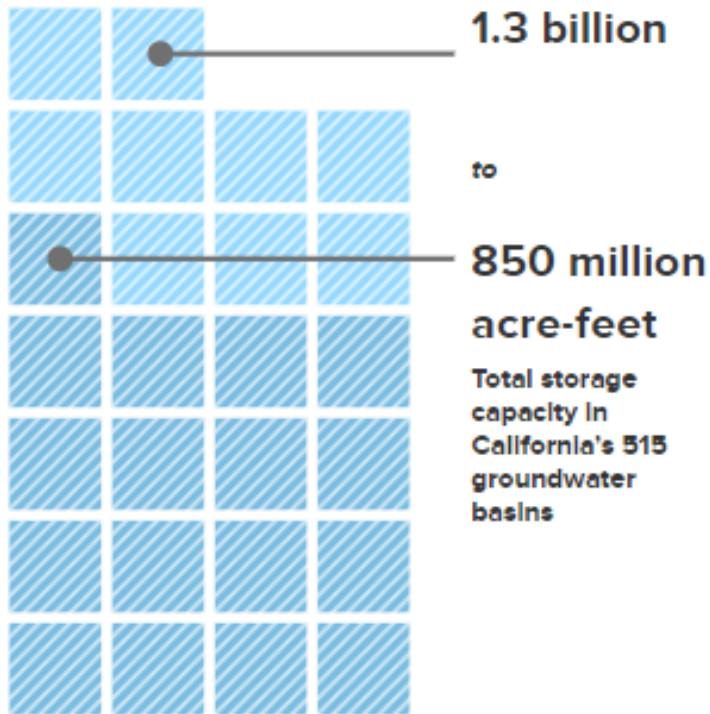 1.3 billion
to
850 million
acre-feet
Total storage
capacity in
California's 515
groundwater
basins